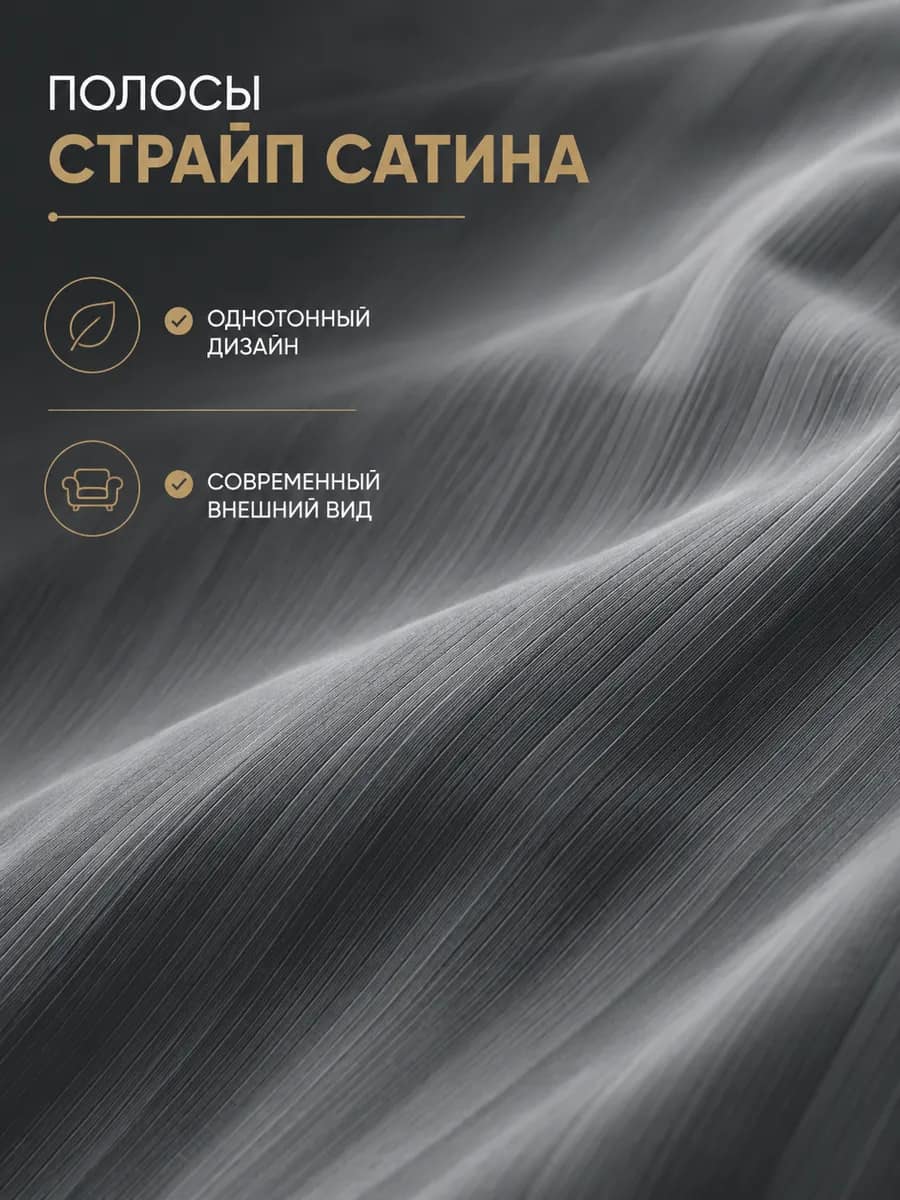 ПОЛОСЫ
СТРАЙП САТИНА
ОДНОТОННЫЙ
ДИЗАЙН
СОВРЕМЕННЫЙ
ВНЕШНИЙ ВИД